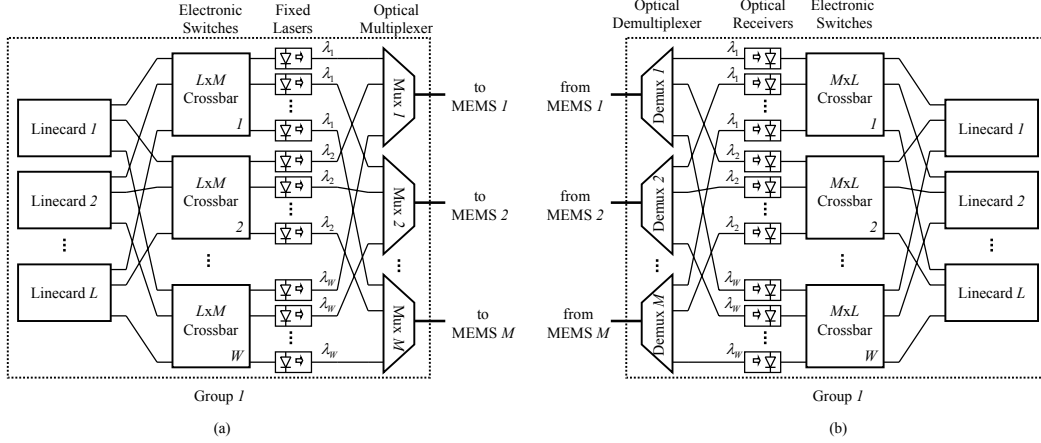 Electronic Switches
Fixed Lasers
Optical Multiplexer
Linecard 1
Linecard 2
...
Linecard L
LxM Crossbar 1
LxM Crossbar 2
...
LxM Crossbar W
λ1
λ1
...
λ1
λ2
λ2
...
λ2
λW
λW
...
λW
Mux 1
Mux 2
...
Mux M
to MEMS 1
to MEMS 2
to MEMS M
Group 1
(a)
Optical Demultiplexer
Optical Receivers
Electronic Switches
from MEMS 1
from MEMS 2
from MEMS M
Demux 1
Demux 2
...
Demux M
λ1
λ1
...
λ1
λ2
λ2
...
λ2
λW
λW
...
λW
MxL Crossbar 1
MxL Crossbar 2
...
MxL Crossbar W
Linecard 1
Linecard 2
...
Linecard L
Group 1
(b)